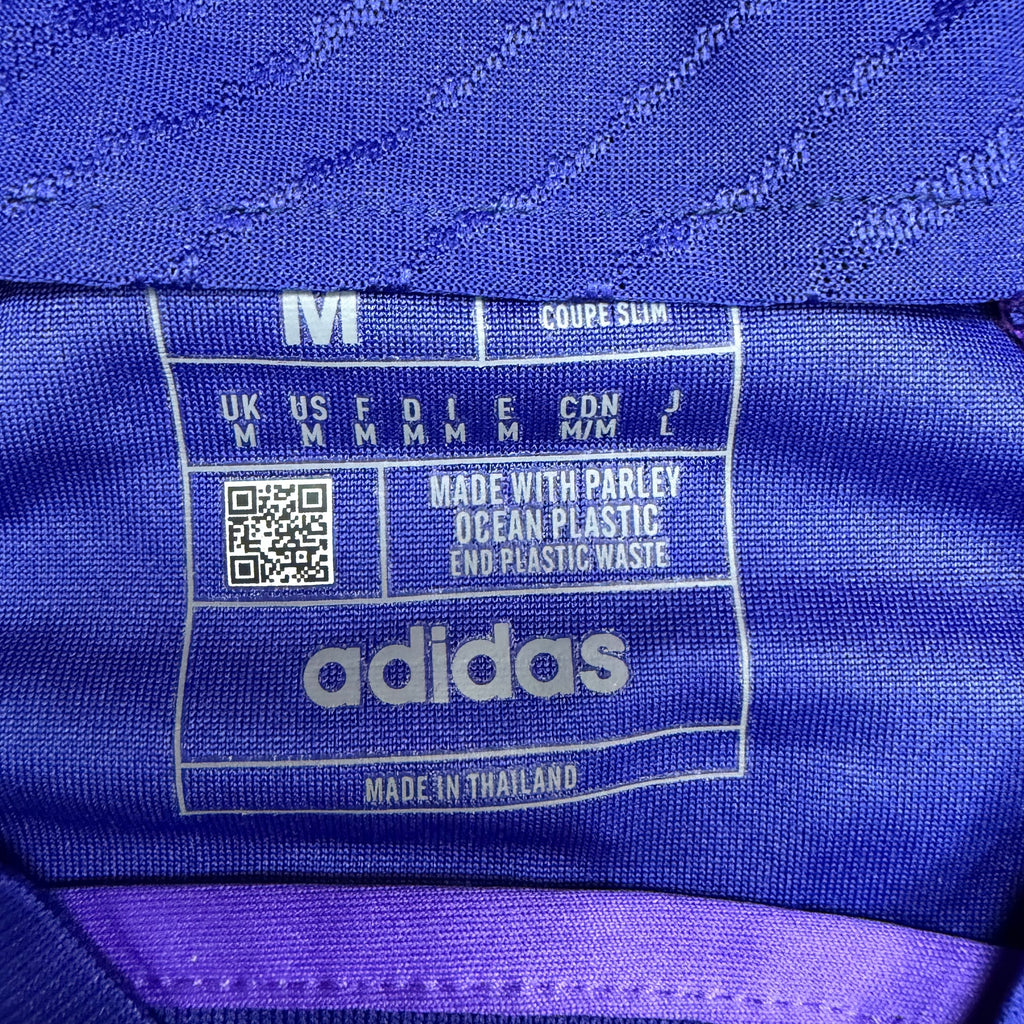 M
COUPE SLIM
UK US F D I E CDN J
M M M M M M M/M L
MADE WITH PARLEY
OCEAN PLASTIC
END PLASTIC WASTE
adidas
MADE IN THAILAND